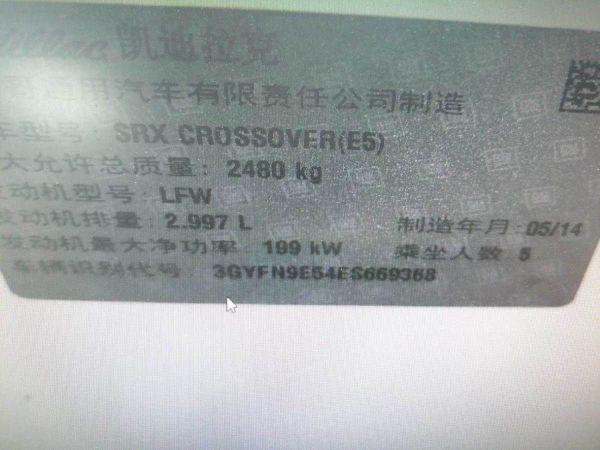 凯迪拉克
通用汽车有限责任公司制造
车型号: SRX CROSSOVER(E5)
大允许总质量: 2480 kg
发动机型号: LFW
发动机排量: 2.997 L 制造年月: 05/14
发动机最大净功率: 199 kW 乘坐人数: 5
车辆识别代号: 3GYFN9E54ES659368